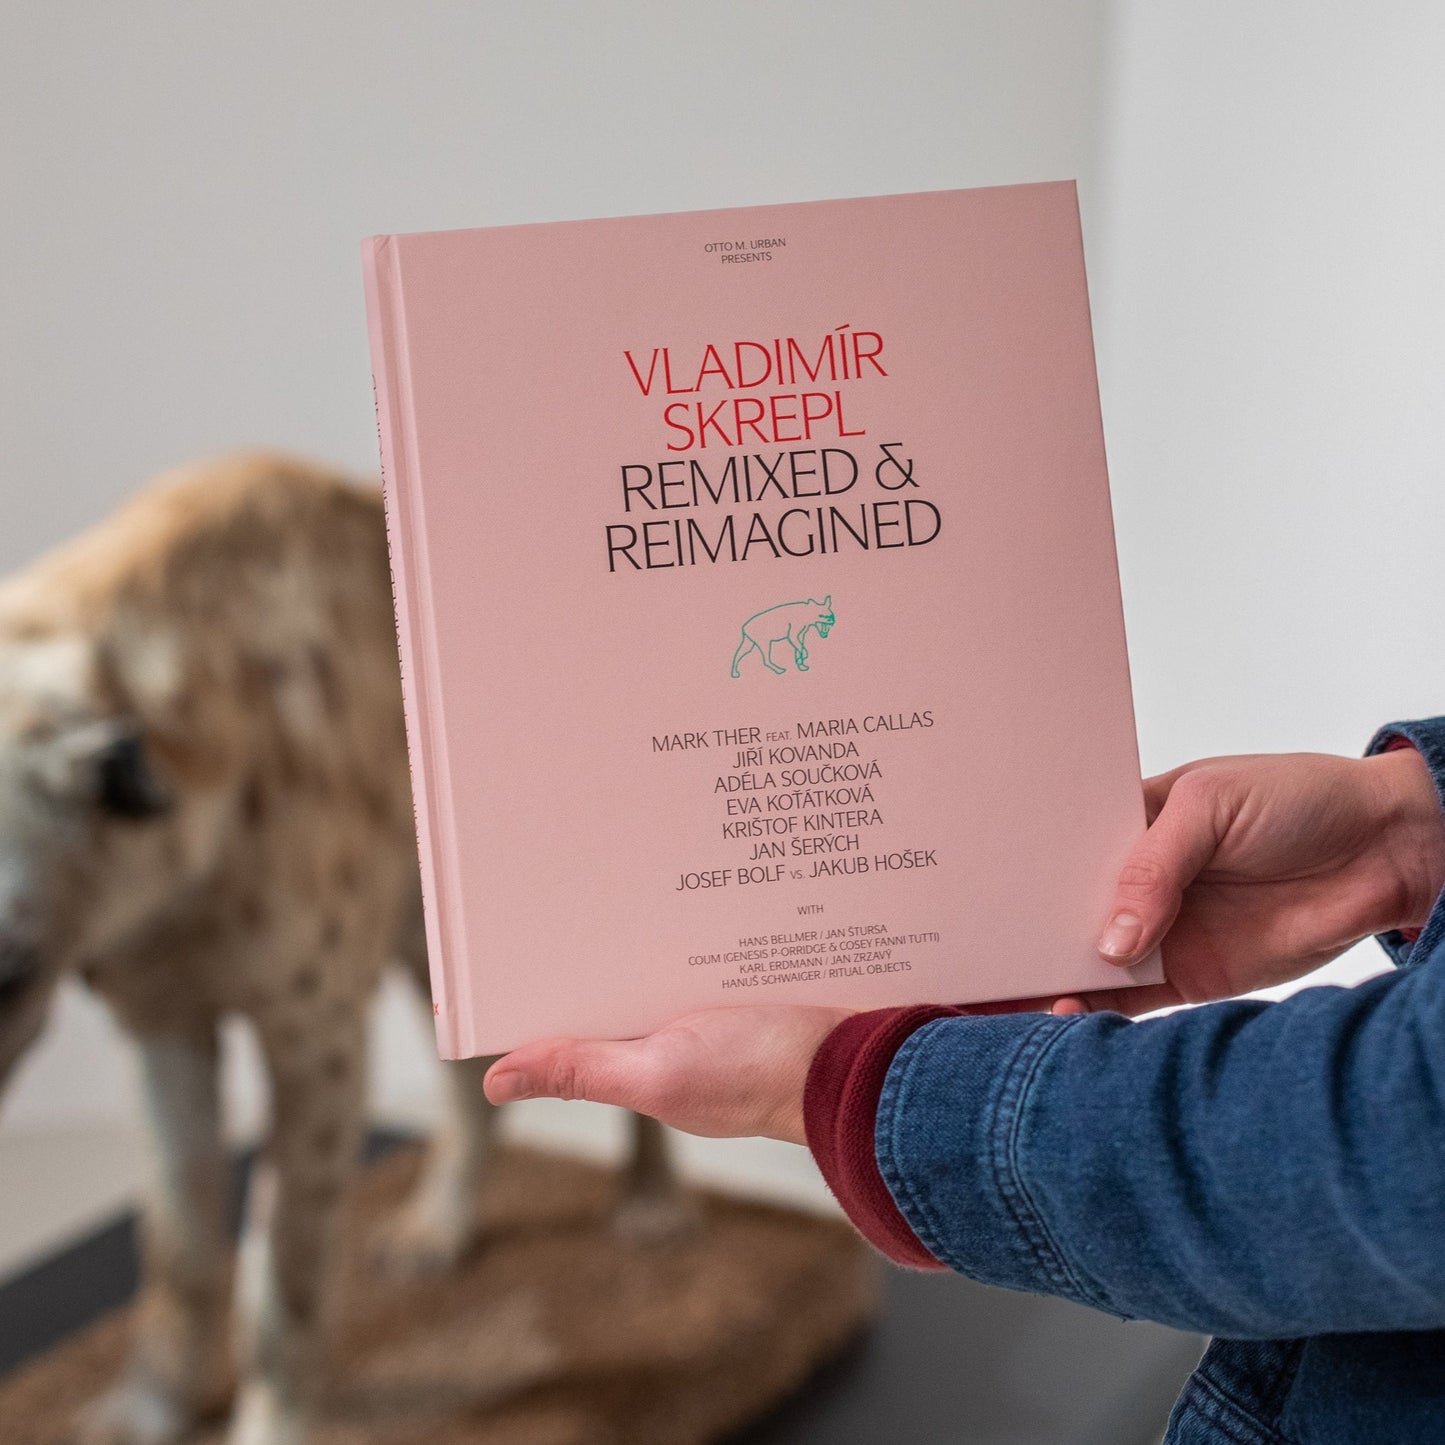 OTTO M. URBAN
PRESENTS
VLADIMÍR
SKREPL
REMIXED &
REIMAGINED
MARK THER FEAT. MARIA CALLAS
JIŘÍ KOVANDA
ADÉLA SOUČKOVÁ
EVA KOŤÁTKOVÁ
KRIŠTOF KINTERA
JAN ŠERÝCH
JOSEF BOLF VS. JAKUB HOŠEK
WITH
HANS BELLMER / JAN ŠTURSA
COUM (GENESIS P-ORRIDGE & COSEY FANNI TUTTI)
KARL ERDMANN / JAN ZRZAVÝ
HANUŠ SCHWAIGER / RITUAL OBJECTS